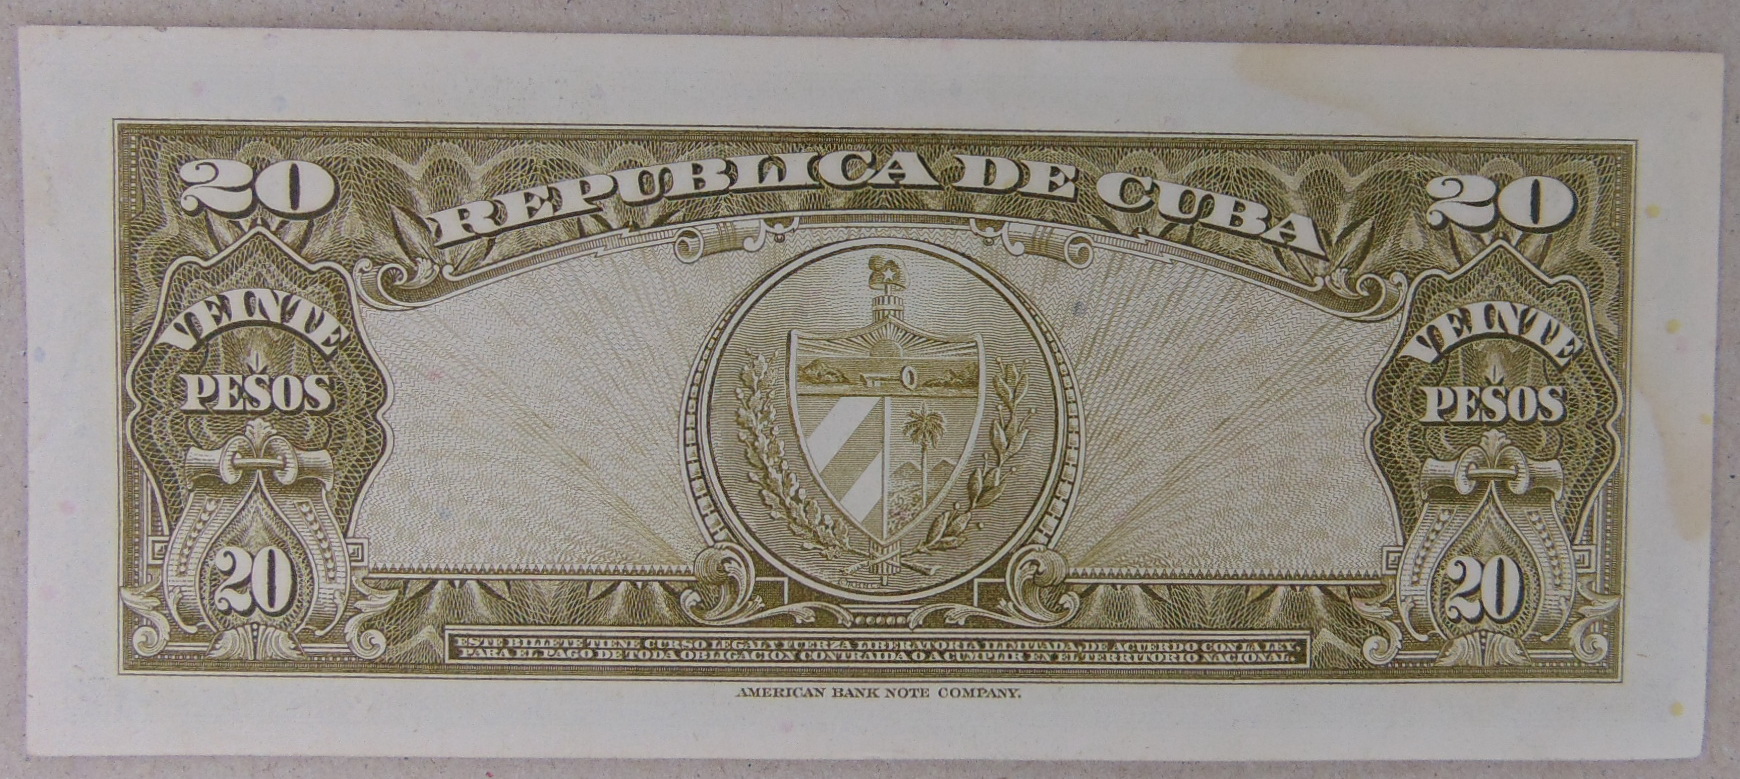 20 REPUBLICA DE CUBA 20
VEINTE
PESOS
20
VEINTE
PESOS
20
ESTE BILLETE TIENE CURSO LEGAL Y FUERZA LIBERATORIA ILIMITADA, DE ACUERDO CON LA LEY,
PARA EL PAGO DE TODA OBLIGACION CONTRAIDA O A CUMPLIR EN EL TERRITORIO NACIONAL.
AMERICAN BANK NOTE COMPANY.